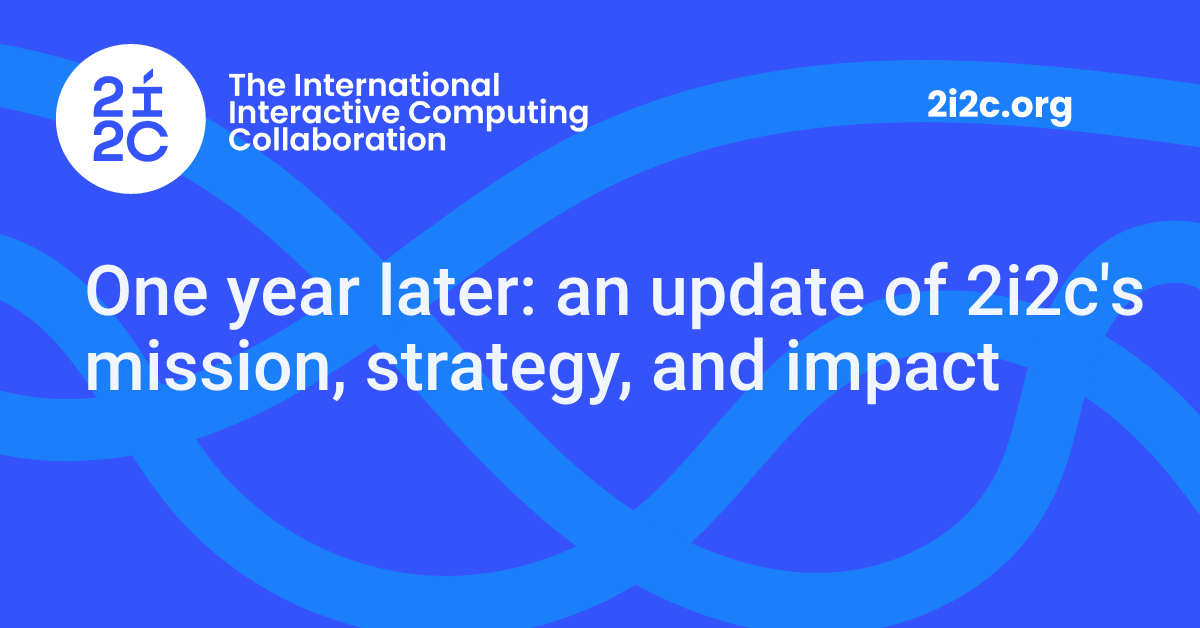 2i
2C
The International
Interactive Computing
Collaboration
2i2c.org
One year later: an update of 2i2c's
mission, strategy, and impact